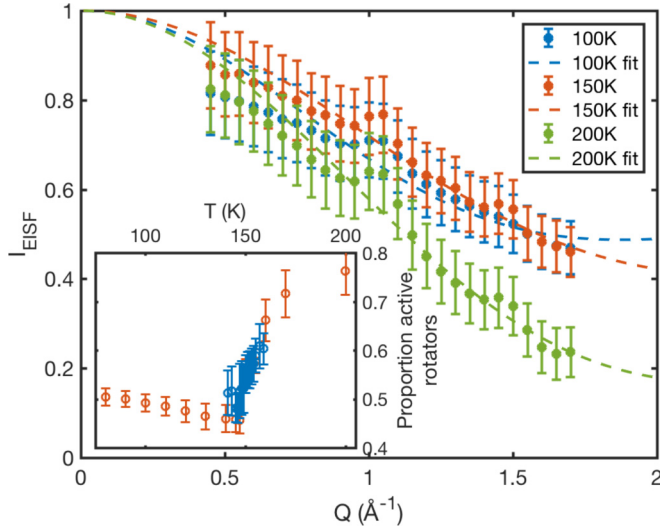 1
0.8
0.6
0.4
0.2
0
I_EISF
100K
100K fit
150K
150K fit
200K
200K fit
T (K)
100
150
200
0.8
0.7
0.6
0.5
0.4
Proportion active
rotators
0
0.5
1
1.5
2
Q (Å⁻¹)